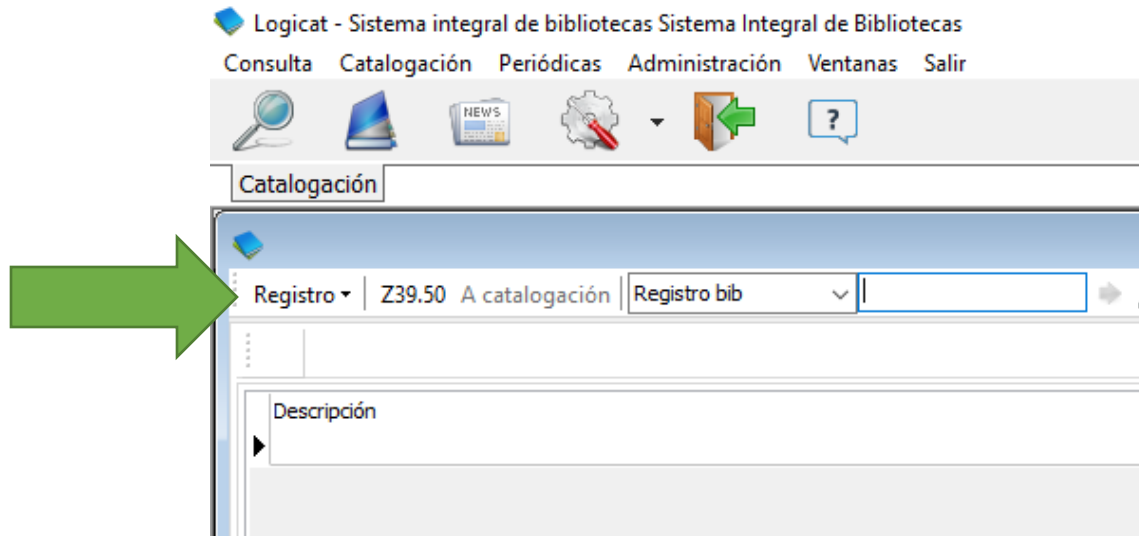 Logicat - Sistema integral de bibliotecas Sistema Integral de Bibliotecas
Consulta Catalogación Periódicas Administración Ventanas Salir
NEWS ?
Catalogación
Registro Z39.50 A catalogación Registro bib
Descripción